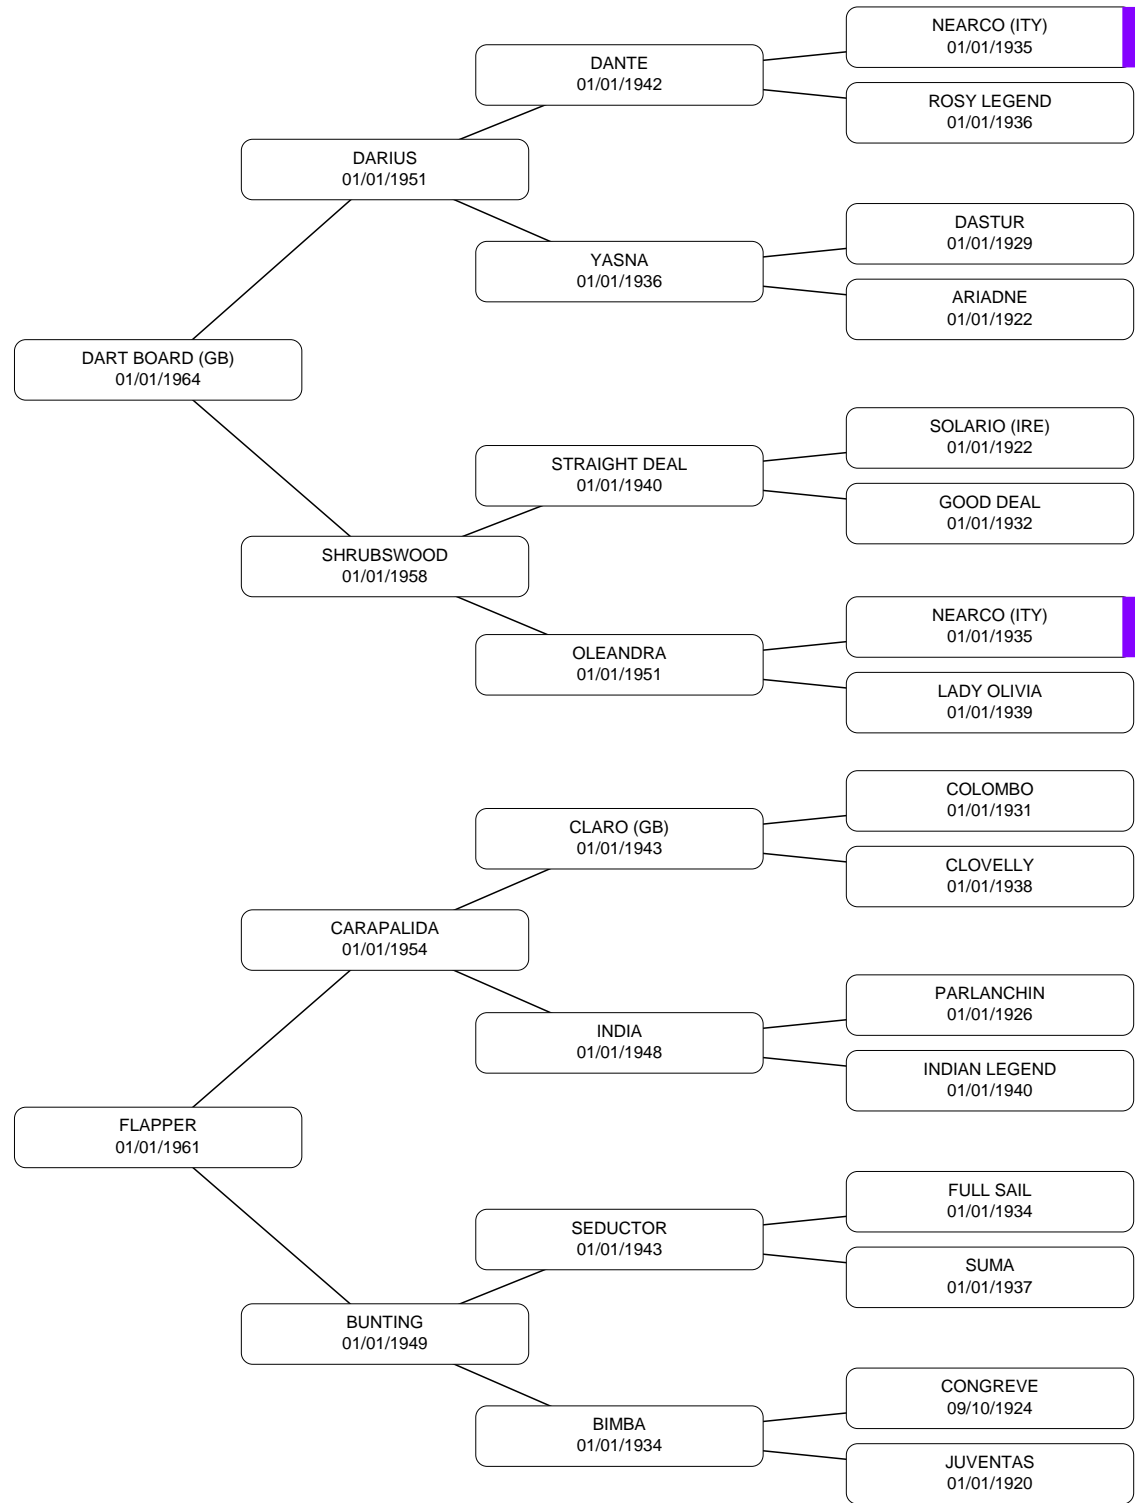 NEARCO (ITY)
01/01/1935
DANTE
01/01/1942
ROSY LEGEND
01/01/1936
DARIUS
01/01/1951
DASTUR
01/01/1929
YASNA
01/01/1936
ARIADNE
01/01/1922
DART BOARD (GB)
01/01/1964
SOLARIO (IRE)
01/01/1922
STRAIGHT DEAL
01/01/1940
GOOD DEAL
01/01/1932
SHRUBSWOOD
01/01/1958
NEARCO (ITY)
01/01/1935
OLEANDRA
01/01/1951
LADY OLIVIA
01/01/1939
COLOMBO
01/01/1931
CLARO (GB)
01/01/1943
CLOVELLY
01/01/1938
CARAPALIDA
01/01/1954
PARLANCHIN
01/01/1926
INDIA
01/01/1948
INDIAN LEGEND
01/01/1940
FLAPPER
01/01/1961
FULL SAIL
01/01/1934
SEDUCTOR
01/01/1943
SUMA
01/01/1937
BUNTING
01/01/1949
CONGREVE
09/10/1924
BIMBA
01/01/1934
JUVENTAS
01/01/1920